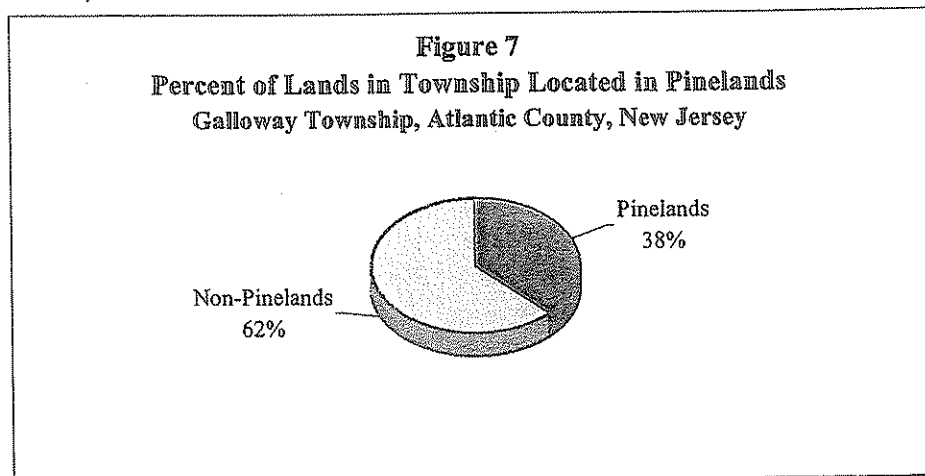 Figure 7
Percent of Lands in Township Located in Pinelands
Galloway Township, Atlantic County, New Jersey
Pinelands
38%
Non-Pinelands
62%